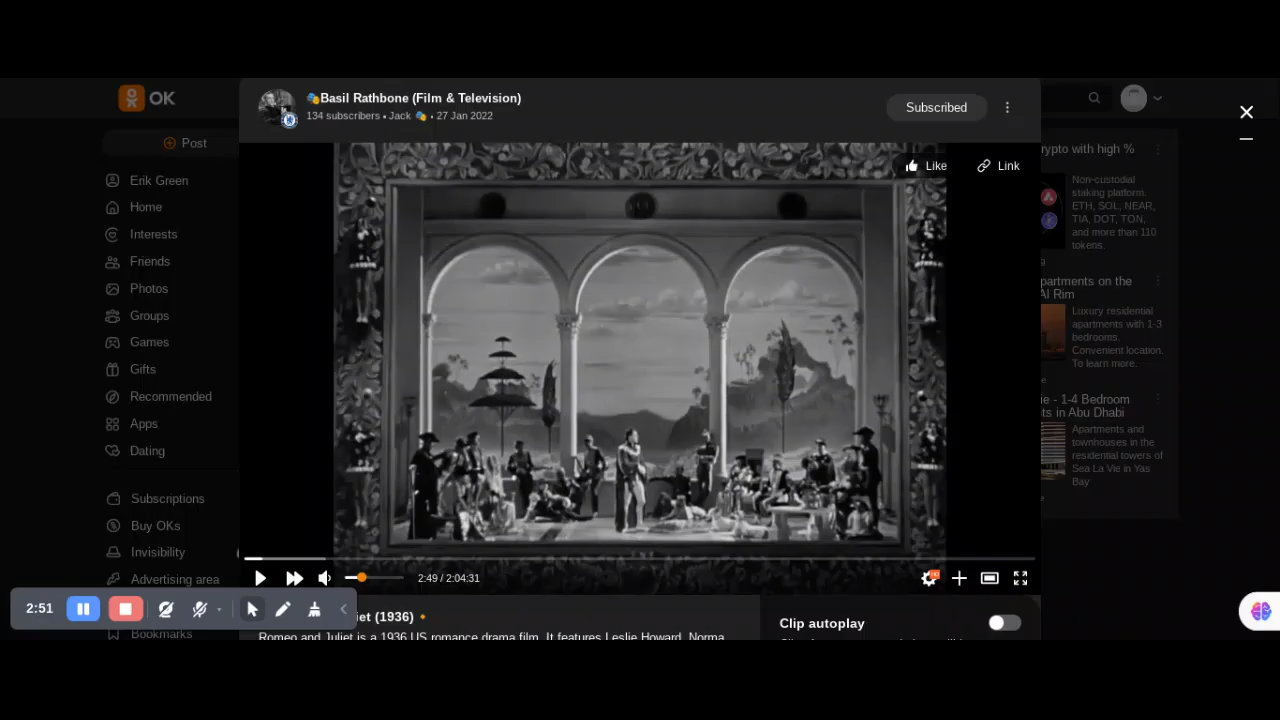 OK
Post
Erik Green
Home
Interests
Friends
Photos
Groups
Games
Gifts
Recommended
Apps
Dating
Subscriptions
Buy OKs
Invisibility
Advertising area
Bookmarks
🎭Basil Rathbone (Film & Television)
134 subscribers • Jack 🎭 • 27 Jan 2022
Subscribed
Like
Link
2:49 / 2:04:31
2:51
(1936) 🔸
Romeo and Juliet is a 1936 US romance drama film. It features Leslie Howard, Norma
Clip autoplay
with high %
Non-custodial
staking platform.
ETH, SOL, NEAR,
TIA, DOT, TON,
and more than 110
tokens.
on the
Al Rim
Luxury residential
apartments with 1-3
bedrooms.
Convenient location.
To learn more.
- 1-4 Bedroom
in Abu Dhabi
Apartments and
townhouses in the
residential towers of
Sea La Vie in Yas
Bay